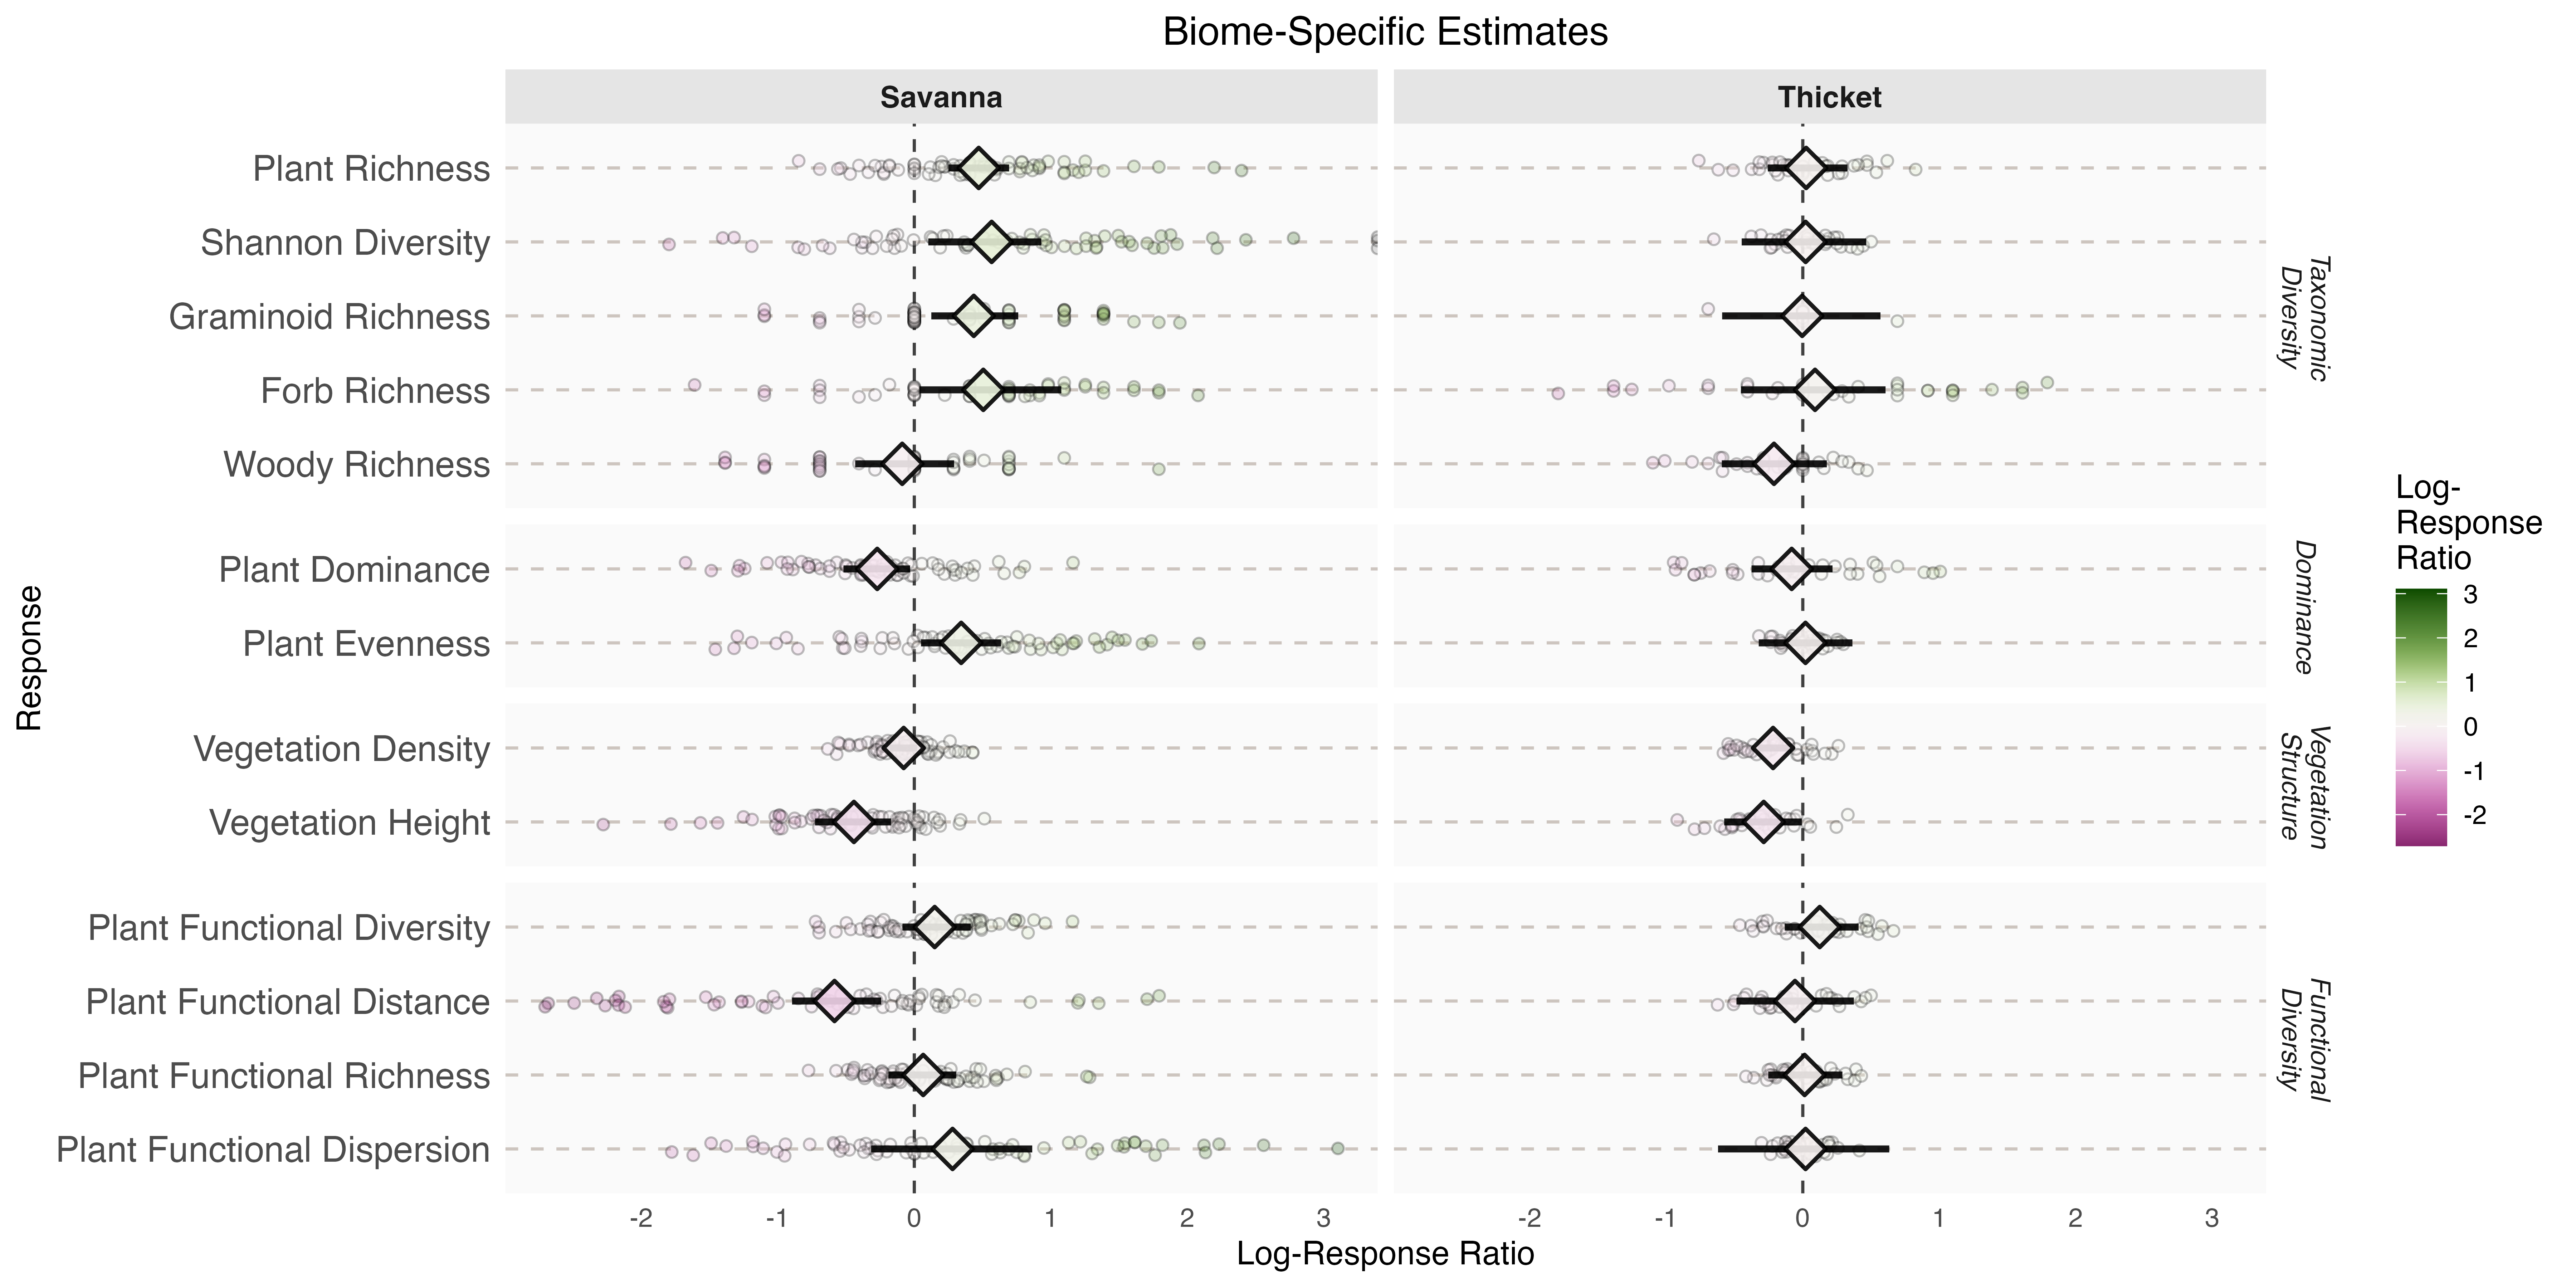 Biome-Specific Estimates
Savanna
Thicket
Plant Richness
Shannon Diversity
Graminoid Richness
Forb Richness
Woody Richness
Taxonomic
Diversity
Plant Dominance
Plant Evenness
Dominance
Vegetation Density
Vegetation Height
Vegetation
Structure
Plant Functional Diversity
Plant Functional Distance
Plant Functional Richness
Plant Functional Dispersion
Functional
Diversity
Response
-2 -1 0 1 2 3
-2 -1 0 1 2 3
Log-Response Ratio
Log-
Response
Ratio
3
2
1
0
-1
-2